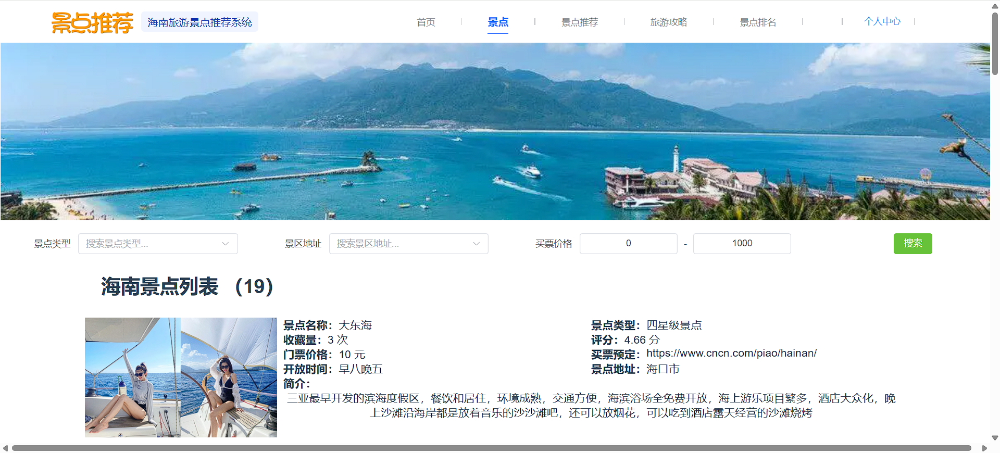 景点推荐 海南旅游景点推荐系统 首页 景点 景点推荐 旅游攻略 景点排名 个人中心
景点类型 搜索景点类型... 景区地址 搜索景区地址... 买票价格 0 - 1000 搜索
海南景点列表 （19）
景点名称：大东海 景点类型：四星级景点
收藏量：3 次 评分：4.66 分
门票价格：10 元 买票预定：https://www.cncn.com/piao/hainan/
开放时间：早八晚五 景点地址：海口市
简介：
三亚最早开发的滨海度假区，餐饮和居住，环境成熟，交通方便，海滨浴场全免费开放，海上游乐项目繁多，酒店大众化，晚
上沙滩沿海岸都是放着音乐的沙沙滩吧，还可以放烟花，可以吃到酒店露天经营的沙滩烧烤